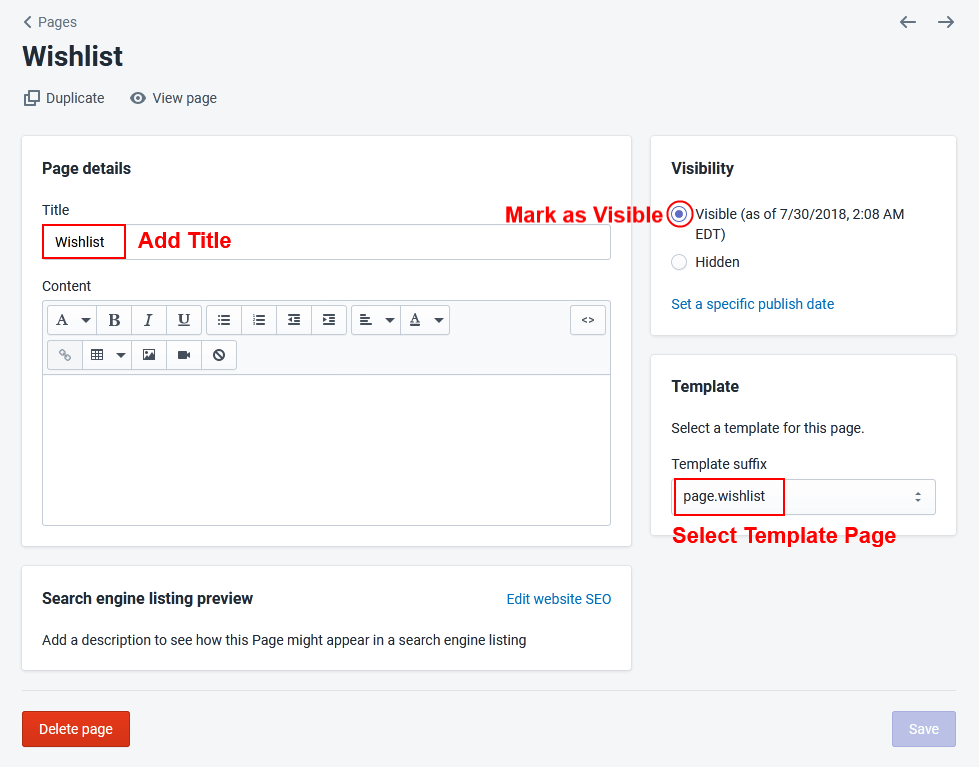 Pages
Wishlist
Duplicate View page
Page details
Title
Wishlist Add Title
Content
A B I U A <>
Search engine listing preview Edit website SEO
Add a description to see how this Page might appear in a search engine listing
Visibility
Mark as Visible Visible (as of 7/30/2018, 2:08 AM
EDT)
Hidden
Set a specific publish date
Template
Select a template for this page.
Template suffix
page.wishlist
Select Template Page
Delete page Save